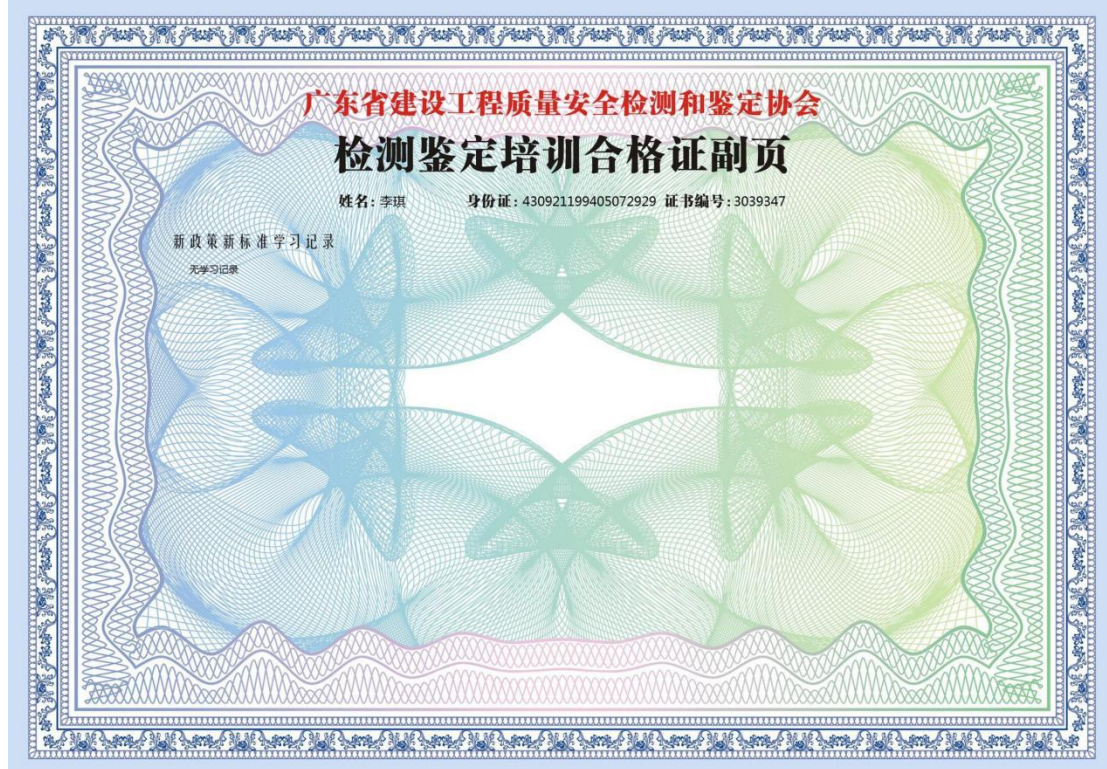 广东省建设工程质量安全检测和鉴定协会
检测鉴定培训合格证副页
姓名: 李琪 身份证: 430921199405072929 证书编号: 3039347
新政策新标准学习记录
无学习记录